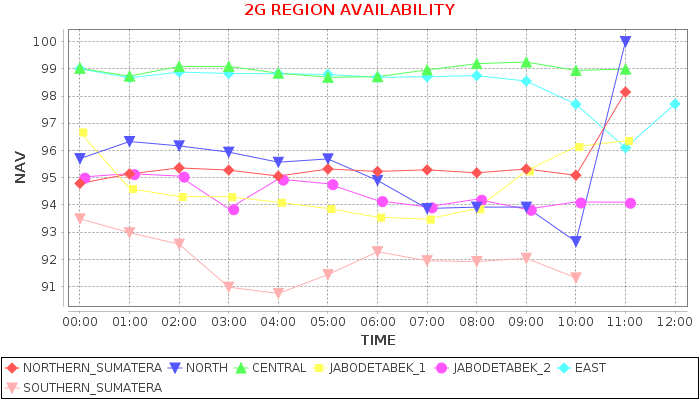 2G REGION AVAILABILITY
100
99
98
97
96
95
94
93
92
91
NAV
00:00 01:00 02:00 03:00 04:00 05:00 06:00 07:00 08:00 09:00 10:00 11:00 12:00
TIME
NORTHERN_SUMATERA NORTH CENTRAL JABODETABEK_1 JABODETABEK_2 EAST
SOUTHERN_SUMATERA